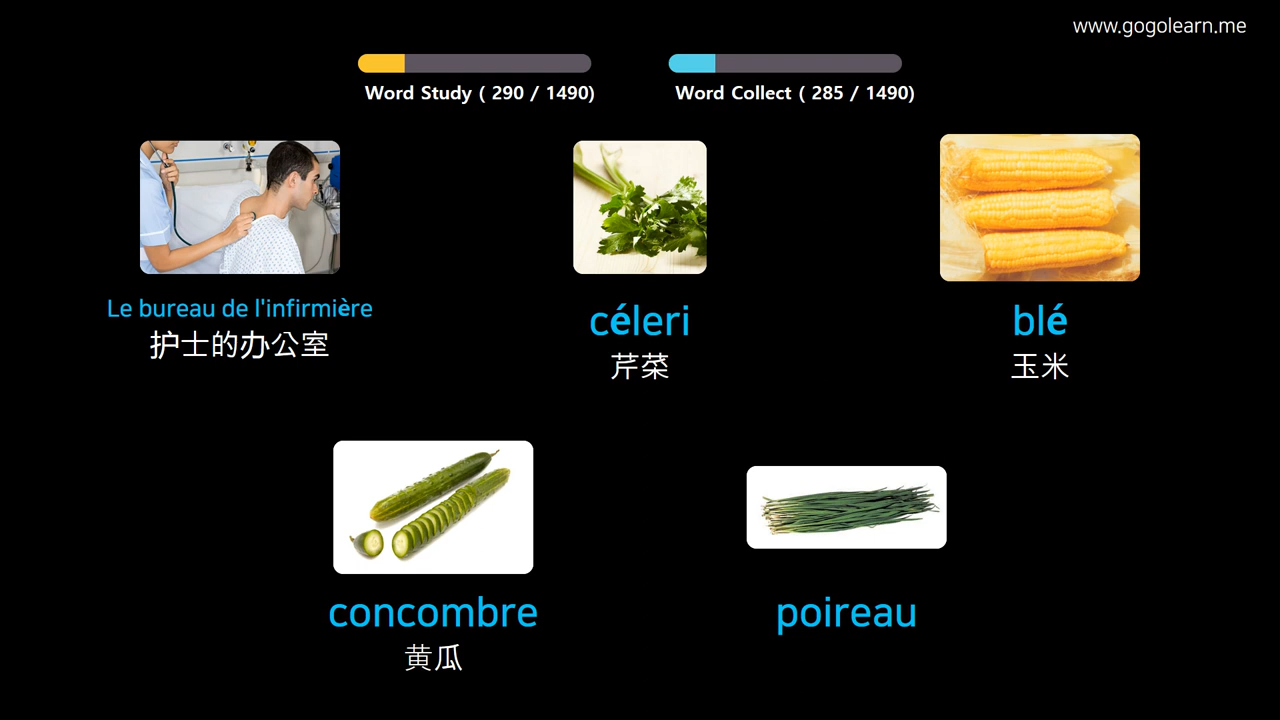 www.gogolearn.me
Word Study ( 290 / 1490)
Word Collect ( 285 / 1490)
Le bureau de l'infirmière
护士的办公室
céleri
芹菜
blé
玉米
concombre
黄瓜
poireau